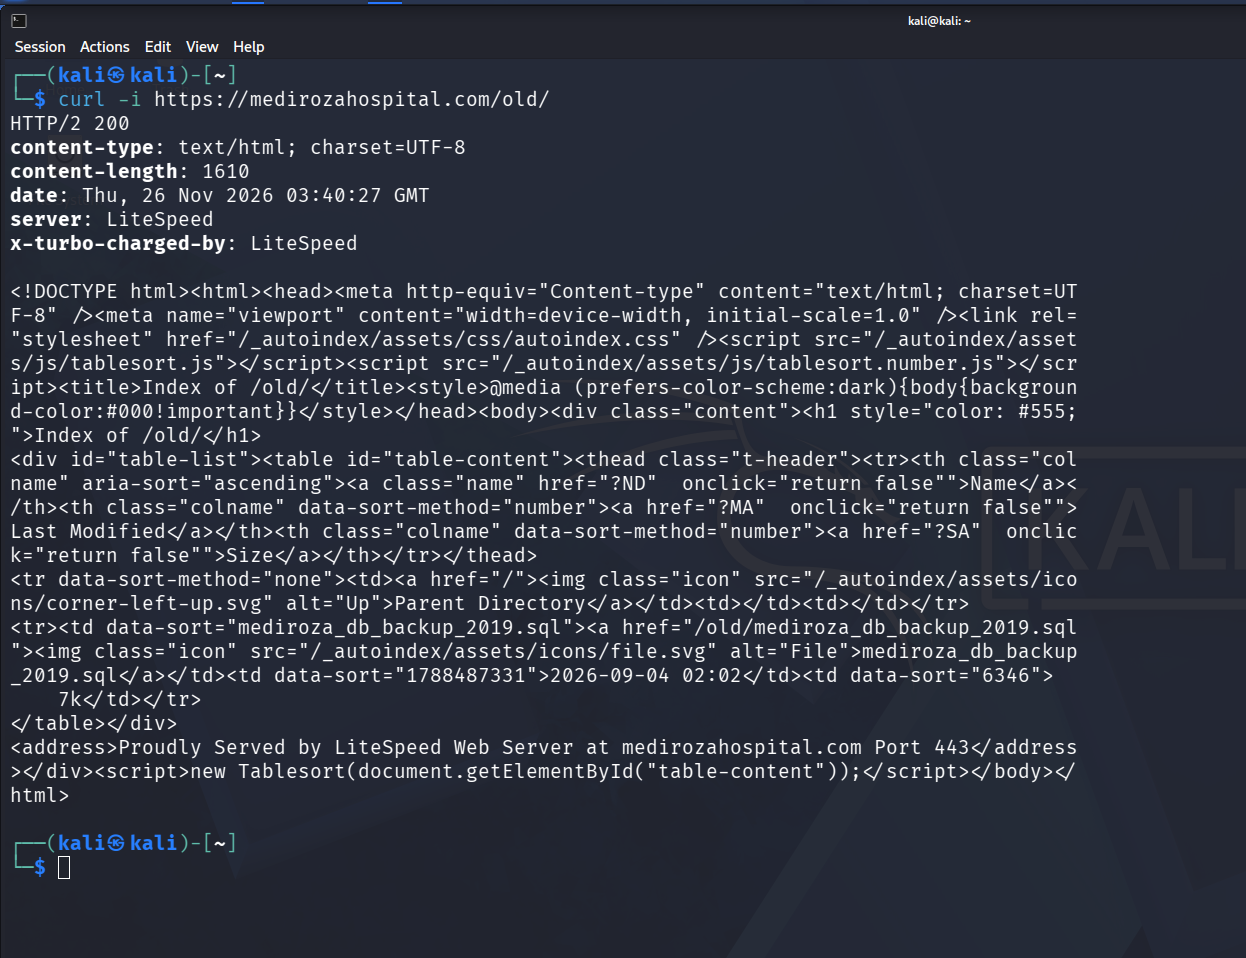 kali@kali: ~
Session Actions Edit View Help
┌──(kali㉿kali)-[~]
└─$ curl -i https://medirozahospital.com/old/
HTTP/2 200
content-type: text/html; charset=UTF-8
content-length: 1610
date: Thu, 26 Nov 2026 03:40:27 GMT
server: LiteSpeed
x-turbo-charged-by: LiteSpeed

<!DOCTYPE html><html><head><meta http-equiv="Content-type" content="text/html; charset=UT
F-8" /><meta name="viewport" content="width=device-width, initial-scale=1.0" /><link rel=
"stylesheet" href="/_autoindex/assets/css/autoindex.css" /><script src="/_autoindex/asset
s/js/tablesort.js"></script><script src="/_autoindex/assets/js/tablesort.number.js"></scr
ipt><title>Index of /old/</title><style>@media (prefers-color-scheme:dark){body{backgroun
d-color:#000!important}}</style></head><body><div class="content"><h1 style="color: #555;
">Index of /old/</h1>
<div id="table-list"><table id="table-content"><thead class="t-header"><tr><th class="col
name" aria-sort="ascending"><a class="name" href="?ND"  onclick="return false"">Name</a><
/th><th class="colname" data-sort-method="number"><a href="?MA"  onclick="return false"">
Last Modified</a></th><th class="colname" data-sort-method="number"><a href="?SA"  onclic
k="return false"">Size</a></th></tr></thead>
<tr data-sort-method="none"><td><a href="/"><img class="icon" src="/_autoindex/assets/ico
ns/corner-left-up.svg" alt="Up">Parent Directory</a></td><td></td><td></td></tr>
<tr><td data-sort="mediroza_db_backup_2019.sql"><a href="/old/mediroza_db_backup_2019.sql
"><img class="icon" src="/_autoindex/assets/icons/file.svg" alt="File">mediroza_db_backup
_2019.sql</a></td><td data-sort="1788487331">2026-09-04 02:02</td><td data-sort="6346">
    7k</td></tr>
</table></div>
<address>Proudly Served by LiteSpeed Web Server at medirozahospital.com Port 443</address
></div><script>new Tablesort(document.getElementById("table-content"));</script></body></
html>

┌──(kali㉿kali)-[~]
└─$
KALI